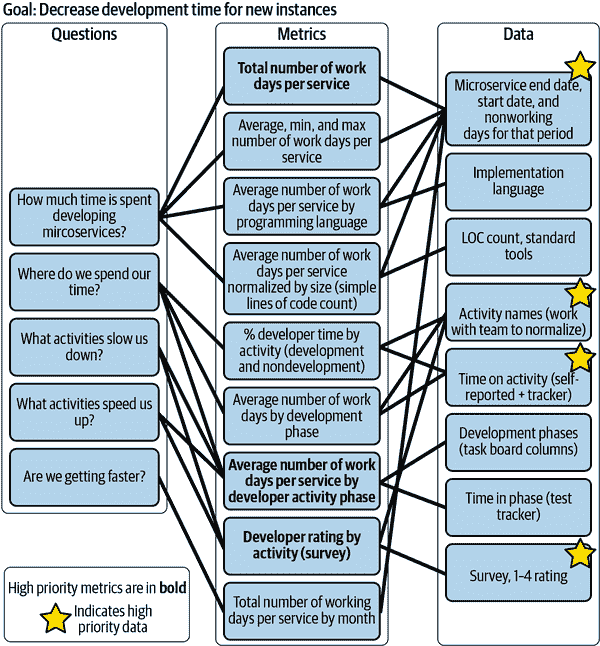 Goal: Decrease development time for new instances
Questions
How much time is spent
developing
mircoservices?
Where do we spend our
time?
What activities slow us
down?
What activities speed us
up?
Are we getting faster?
High priority metrics are in bold
Indicates high
priority data
Metrics
Total number of work
days per service
Average, min, and max
number of work days per
service
Average number of work
days per service by
programming language
Average number of work
days per service
normalized by size (simple
lines of code count)
% developer time by
activity (development
and nondevelopment)
Average number of work
days by development
phase
Average number of work
days per service by
developer activity phase
Developer rating by
activity (survey)
Total number of working
days per service by month
Data
Microservice end date,
start date, and
nonworking
days for that period
Implementation
language
LOC count, standard
tools
Activity names (work
with team to normalize)
Time on activity (self-
reported + tracker)
Development phases
(task board columns)
Time in phase (test
tracker)
Survey, 1–4 rating